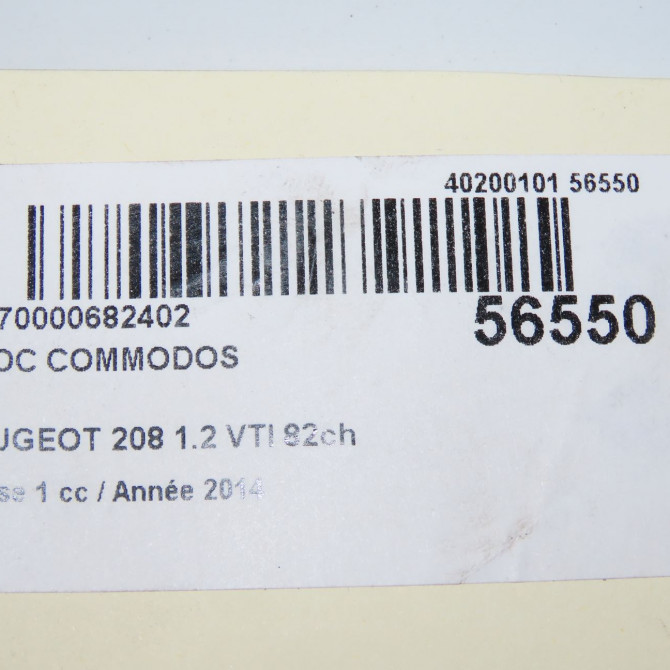 40200101 56550
70000682402
56550
OC COMMODOS
UGEOT 208 1.2 VTI 82ch
se 1 cc / Année 2014